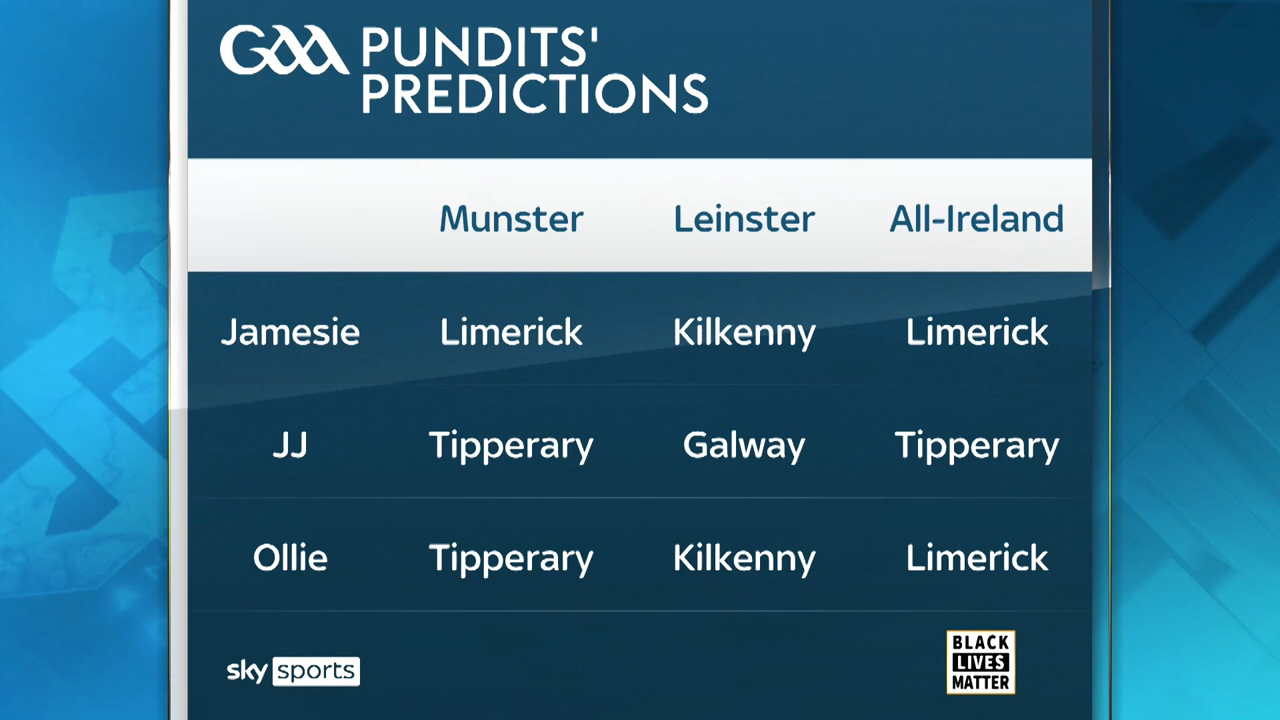 GAA PUNDITS'
PREDICTIONS
Munster Leinster All-Ireland
Jamesie Limerick Kilkenny Limerick
JJ Tipperary Galway Tipperary
Ollie Tipperary Kilkenny Limerick
sky sports
BLACK
LIVES
MATTER